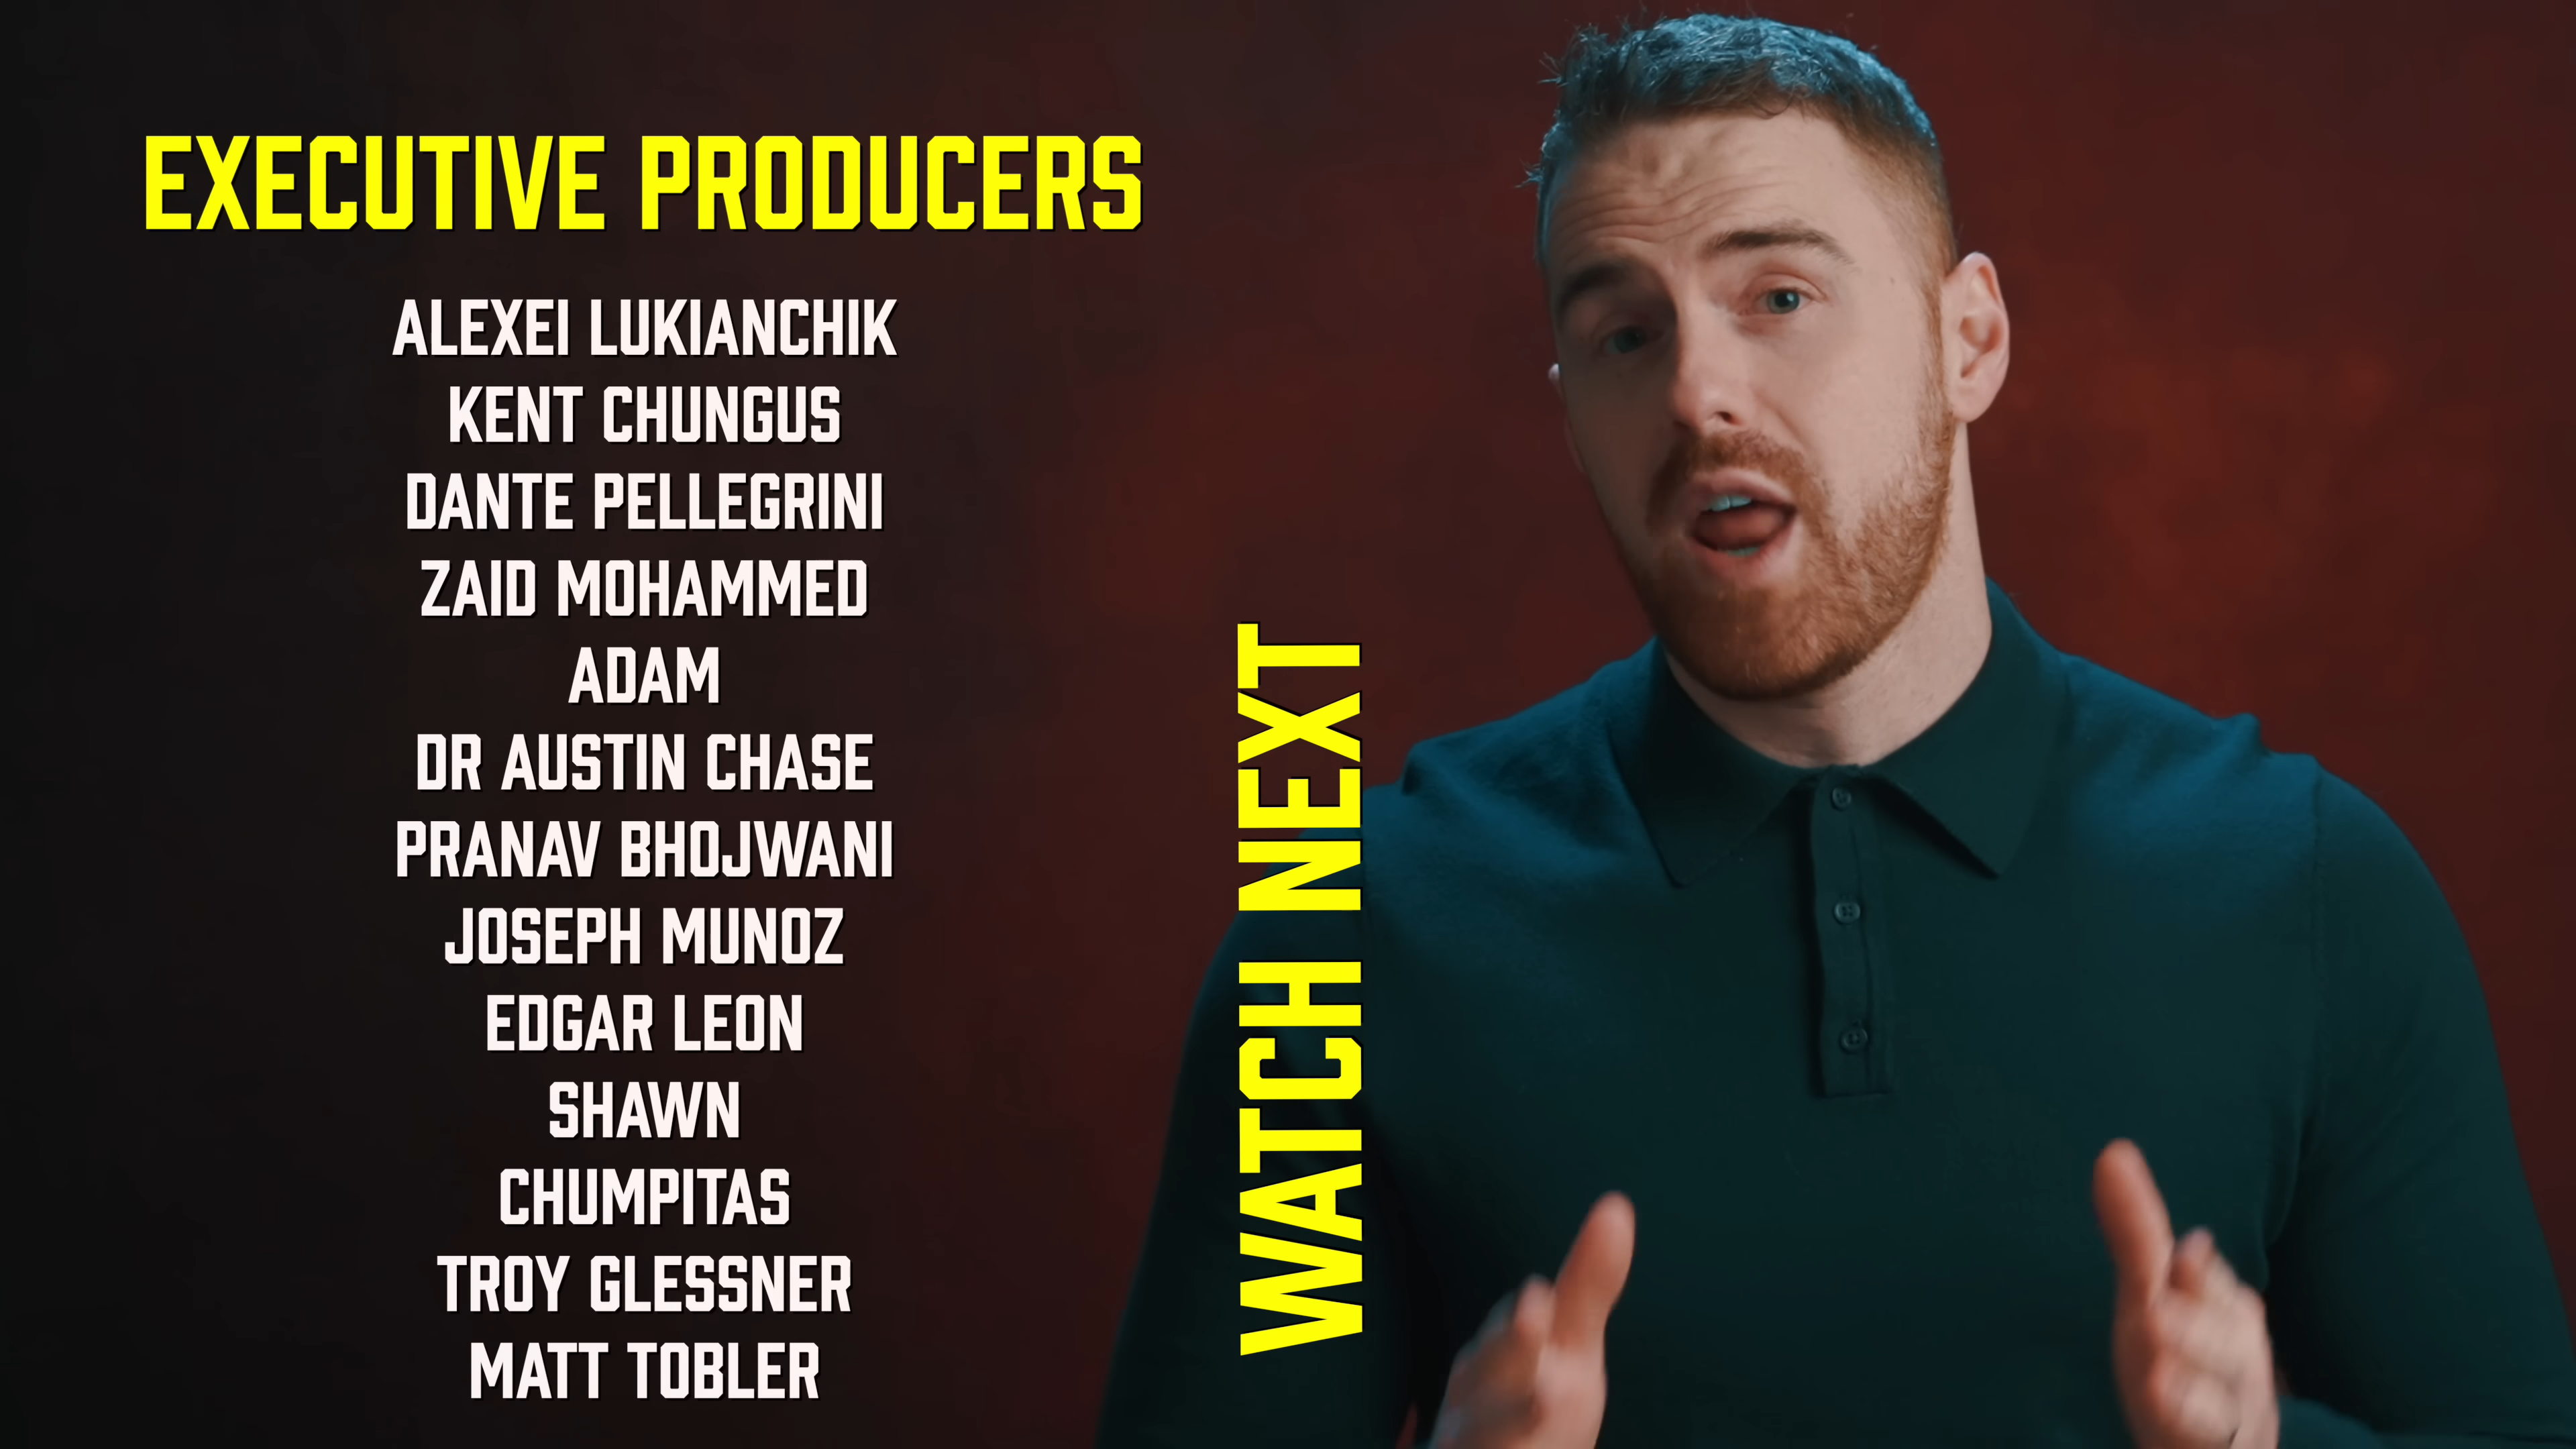 EXECUTIVE PRODUCERS
ALEXEI LUKIANCHIK
KENT CHUNGUS
DANTE PELLEGRINI
ZAID MOHAMMED
ADAM
DR AUSTIN CHASE
PRANAV BHOJWANI
JOSEPH MUNOZ
EDGAR LEON
SHAWN
CHUMPITAS
TROY GLESSNER
MATT TOBLER
WATCH NEXT